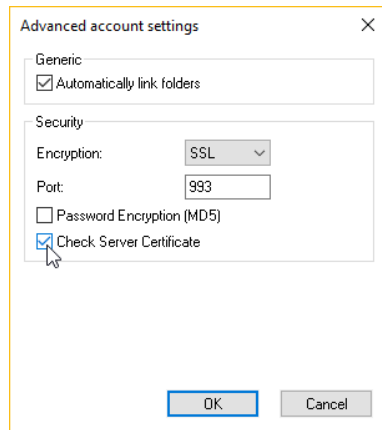 Advanced account settings
Generic
Automatically link folders
Security
Encryption: SSL
Port: 993
Password Encryption (MD5)
Check Server Certificate
OK Cancel